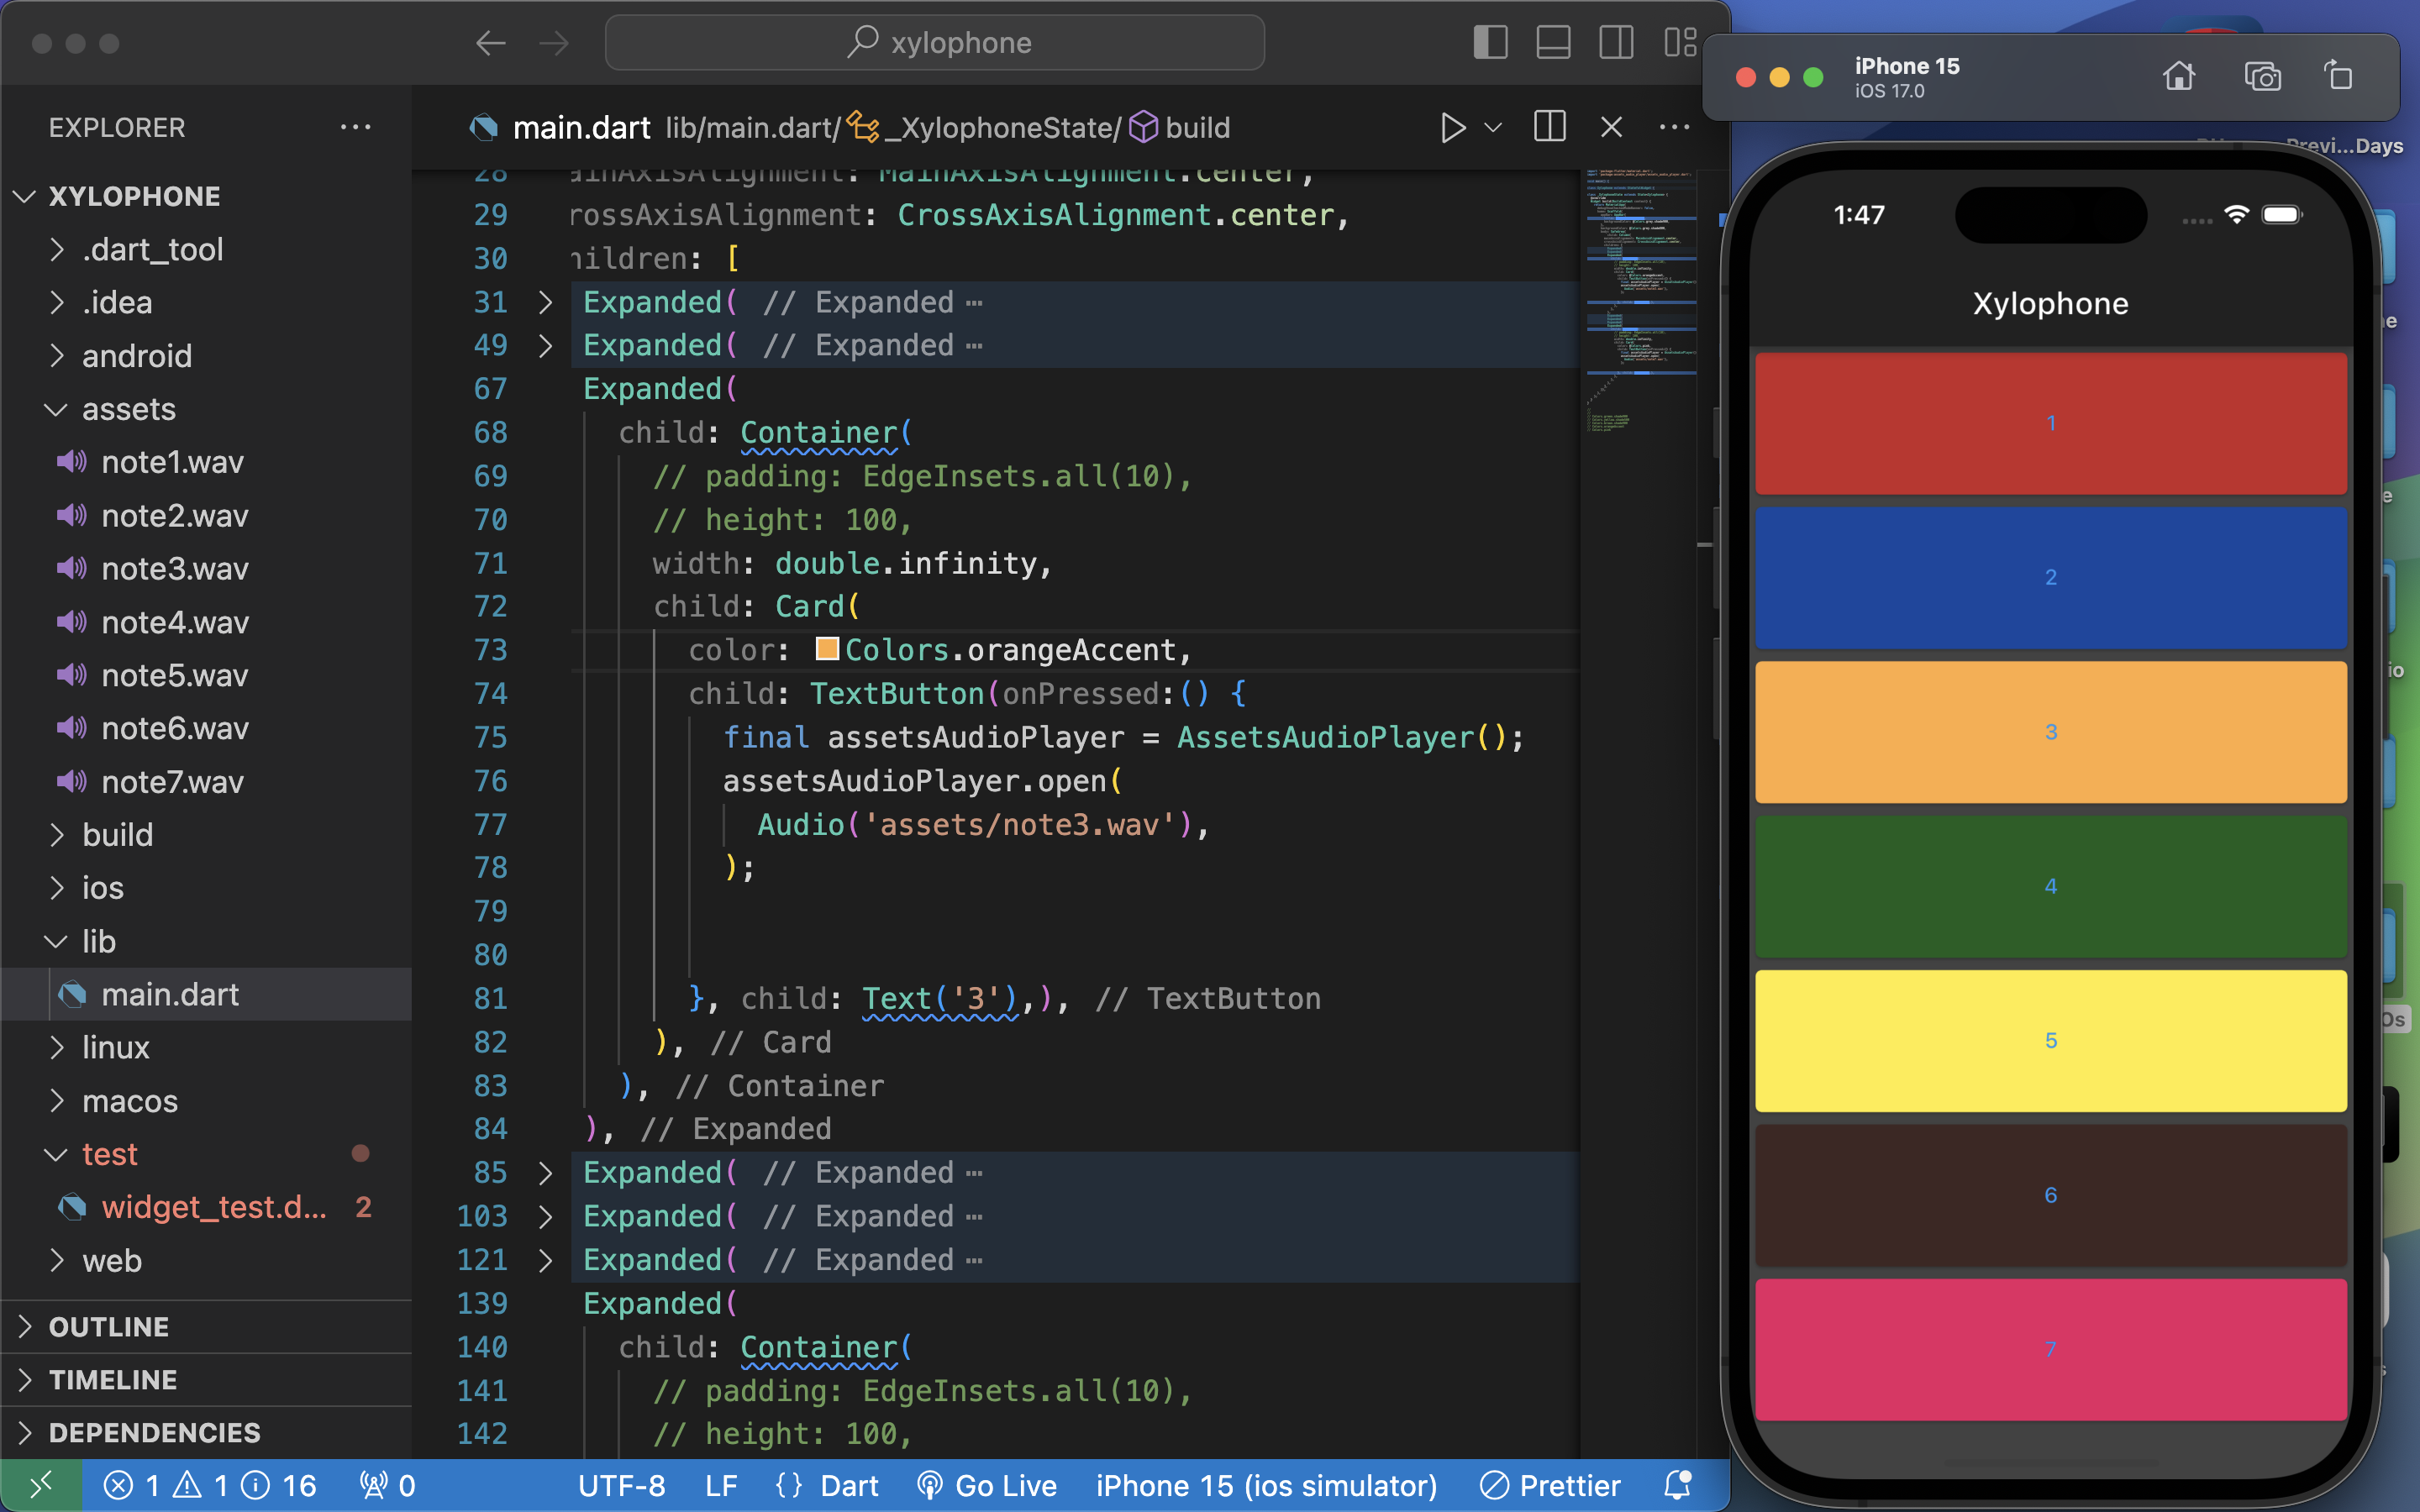 xylophone
EXPLORER
XYLOPHONE
.dart_tool
.idea
android
assets
note1.wav
note2.wav
note3.wav
note4.wav
note5.wav
note6.wav
note7.wav
build
ios
lib
main.dart
linux
macos
test
widget_test.d... 2
web
OUTLINE
TIMELINE
DEPENDENCIES
main.dart lib/main.dart/ _XylophoneState/ build
28 ainAxisAlignment: MainAxisAlignment.center,
29 rossAxisAlignment: CrossAxisAlignment.center,
30 hildren: [
31 Expanded( // Expanded ⋯
49 Expanded( // Expanded ⋯
67 Expanded(
68 child: Container(
69 // padding: EdgeInsets.all(10),
70 // height: 100,
71 width: double.infinity,
72 child: Card(
73 color: Colors.orangeAccent,
74 child: TextButton(onPressed:() {
75 final assetsAudioPlayer = AssetsAudioPlayer();
76 assetsAudioPlayer.open(
77 Audio('assets/note3.wav'),
78 );
79
80
81 }, child: Text('3'),), // TextButton
82 ), // Card
83 ), // Container
84 ), // Expanded
85 Expanded( // Expanded ⋯
103 Expanded( // Expanded ⋯
121 Expanded( // Expanded ⋯
139 Expanded(
140 child: Container(
141 // padding: EdgeInsets.all(10),
142 // height: 100,
1 1 16 0 UTF-8 LF {} Dart Go Live iPhone 15 (ios simulator) Prettier
iPhone 15
iOS 17.0
Previ...Days
1:47
Xylophone
1
2
3
4
5
6
7